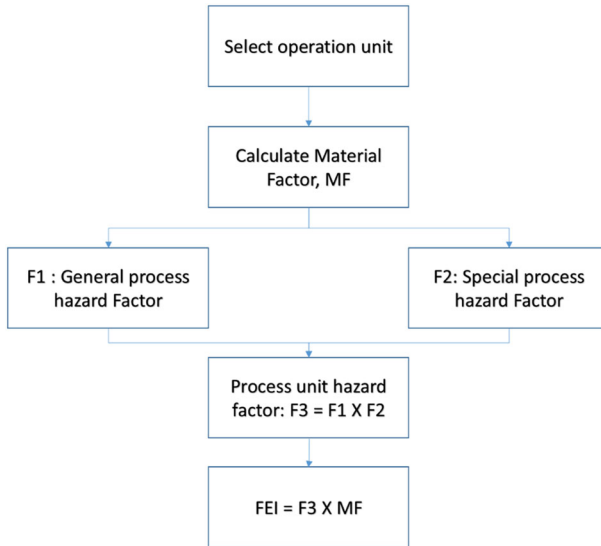 Select operation unit
Calculate Material
Factor, MF
F1 : General process
hazard Factor
F2: Special process
hazard Factor
Process unit hazard
factor: F3 = F1 X F2
FEI = F3 X MF